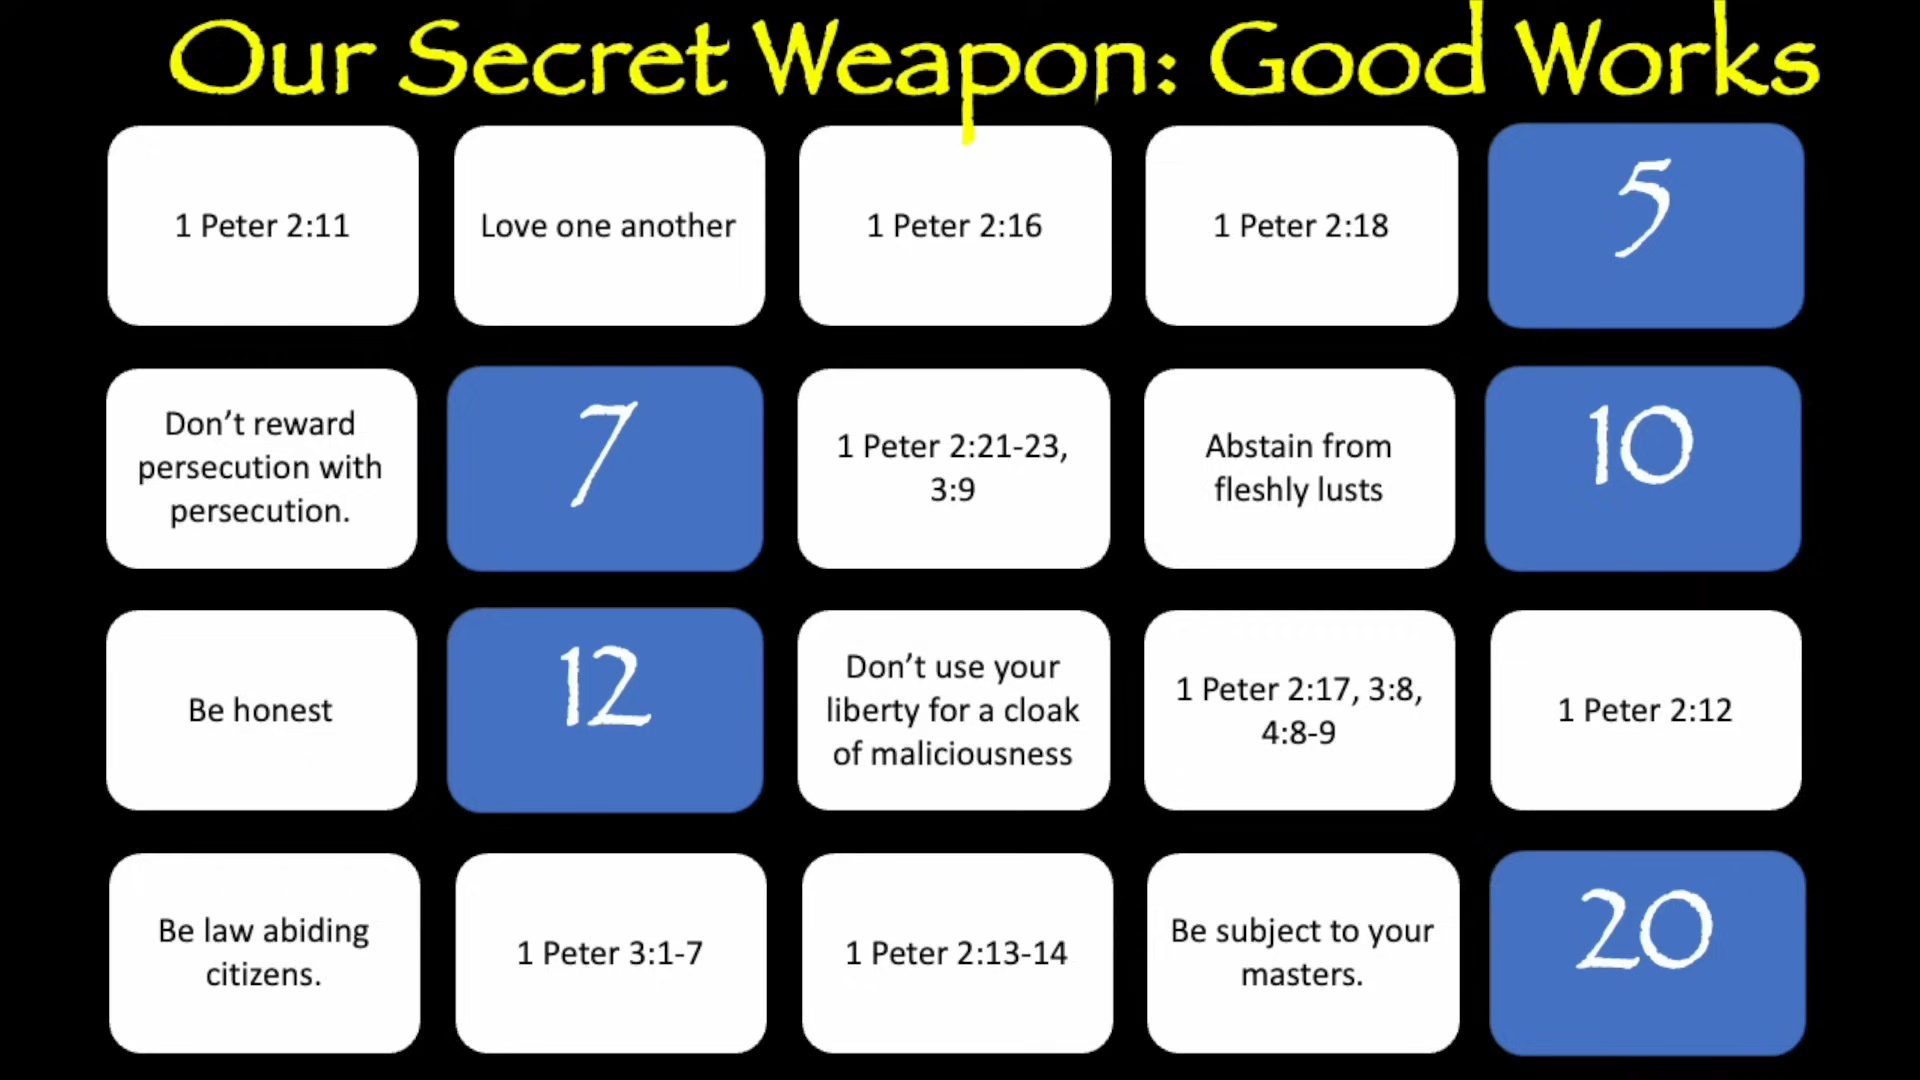 Our Secret Weapon: Good Works
1 Peter 2:11
Love one another
1 Peter 2:16
1 Peter 2:18
5
Don’t reward
persecution with
persecution.
7
1 Peter 2:21-23,
3:9
Abstain from
fleshly lusts
10
Be honest
12
Don’t use your
liberty for a cloak
of maliciousness
1 Peter 2:17, 3:8,
4:8-9
1 Peter 2:12
Be law abiding
citizens.
1 Peter 3:1-7
1 Peter 2:13-14
Be subject to your
masters.
20